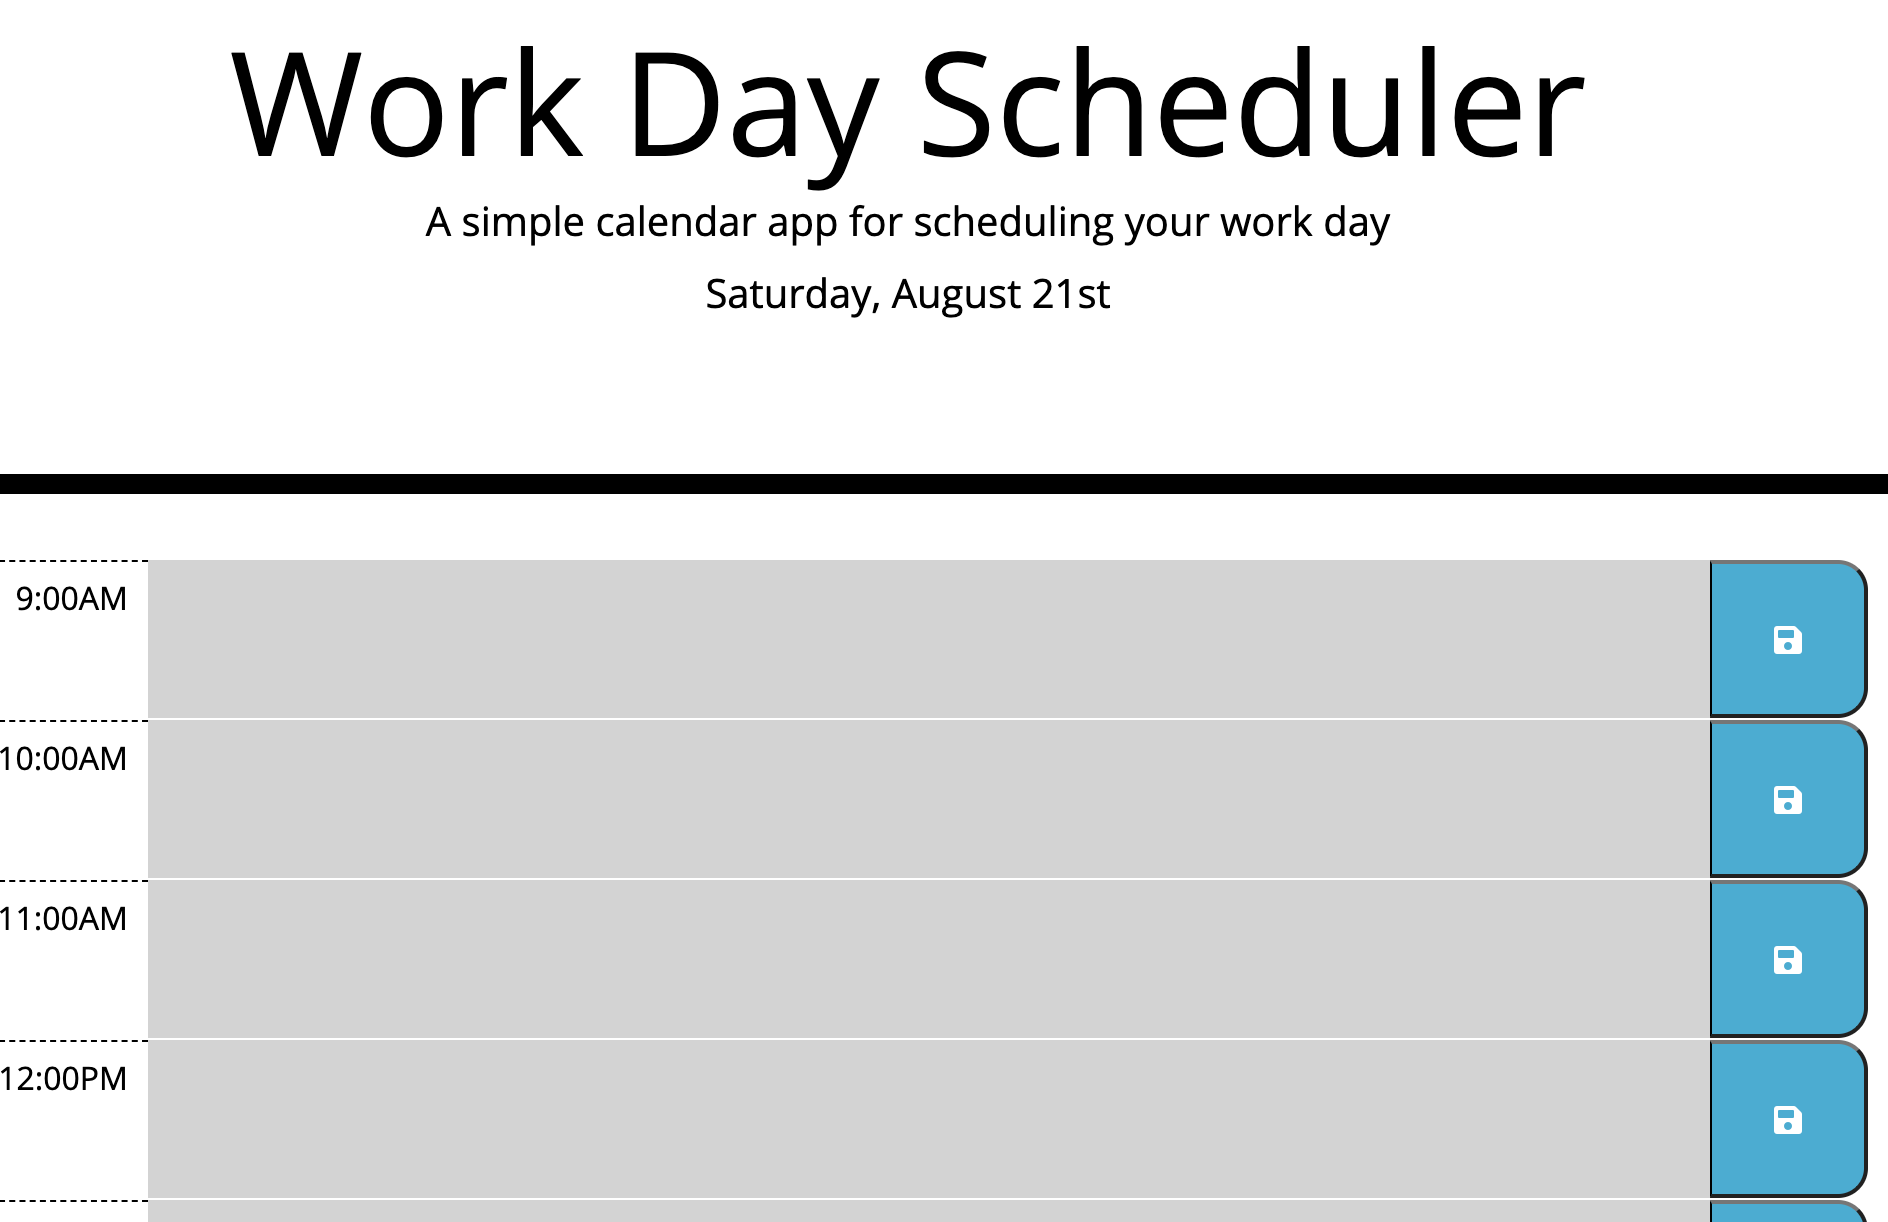 Work Day Scheduler
A simple calendar app for scheduling your work day
Saturday, August 21st
9:00AM
10:00AM
11:00AM
12:00PM